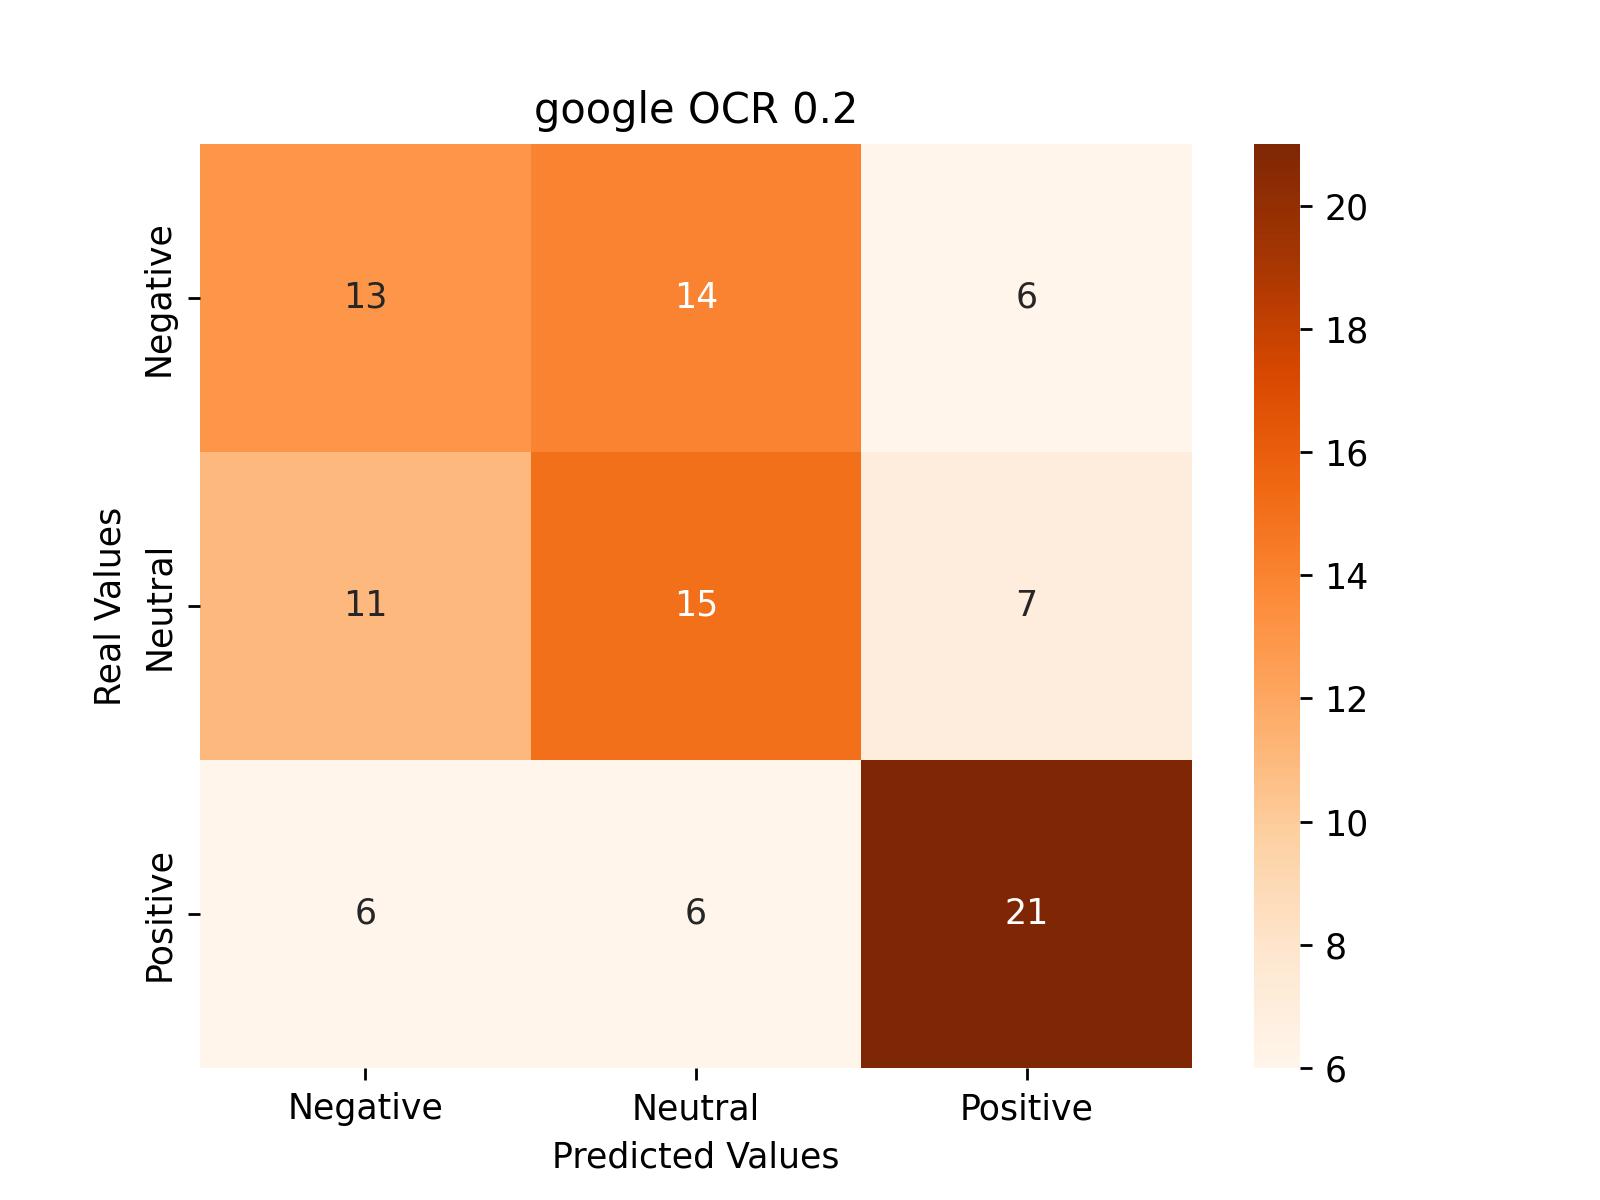 google OCR 0.2
Real Values
Negative
13 14 6
Neutral
11 15 7
Positive
6 6 21
Negative Neutral Positive
Predicted Values
20
18
16
14
12
10
8
6